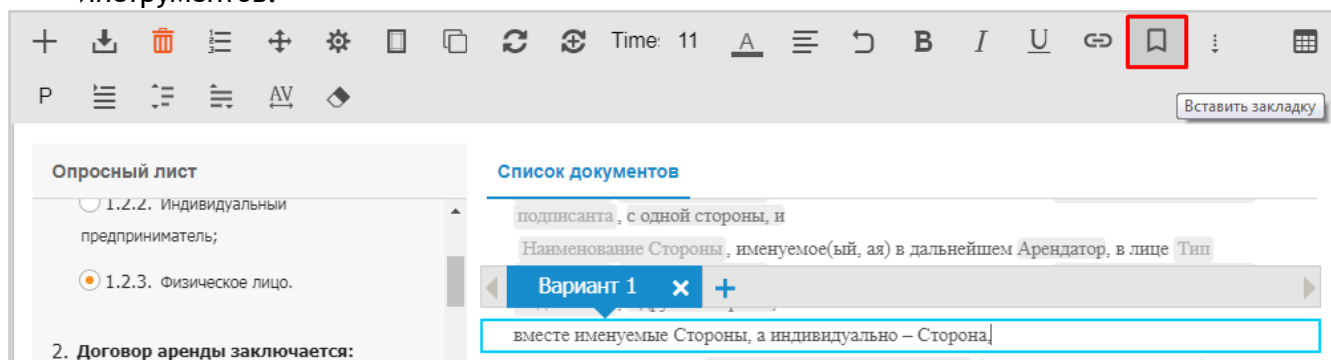 Time: 11 A B I U
P AV
Вставить закладку
Опросный лист
1.2.2. Индивидуальный
предприниматель;
1.2.3. Физическое лицо.
2. Договор аренды заключается:
Список документов
подписанта, с одной стороны, и
Наименование Стороны, именуемое(ый, ая) в дальнейшем Арендатор, в лице Тип
Вариант 1
вместе именуемые Стороны, а индивидуально – Сторона,